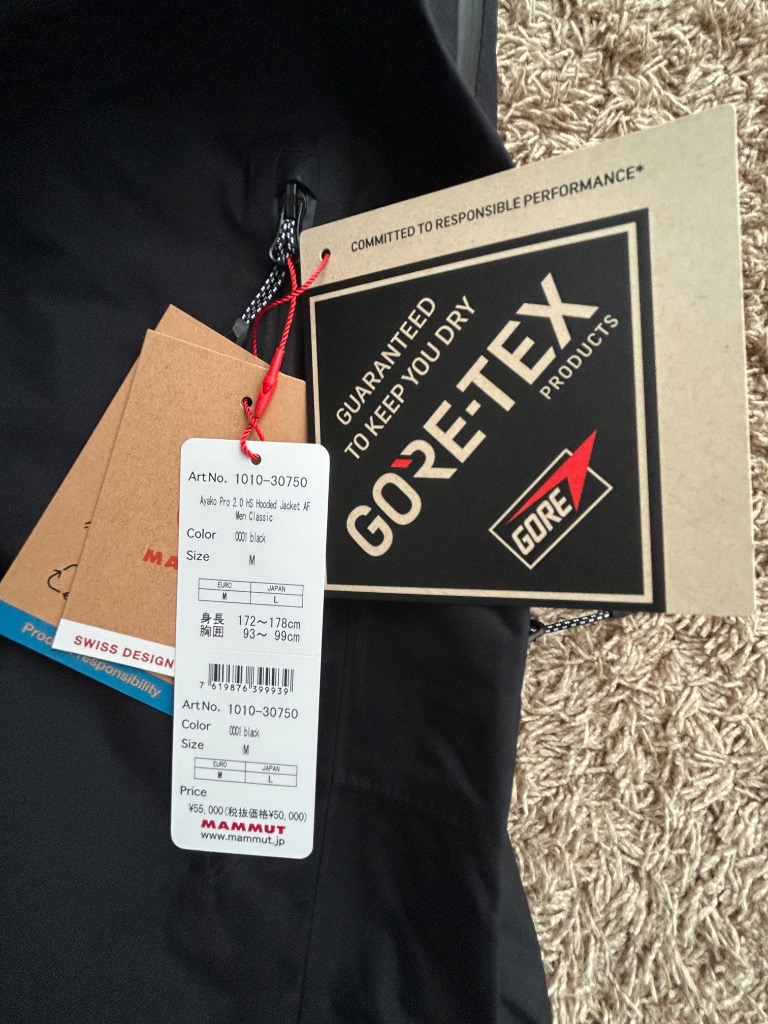 COMMITTED TO RESPONSIBLE PERFORMANCE*
GUARANTEED
TO KEEP YOU DRY
GORE-TEX
PRODUCTS
GORE
MA
SWISS DESIGN
responsibility
Art No. 1010-30750
Ayako Pro 2.0 HS Hooded Jacket AF
Men Classic
Color 0001 black
Size M
EURO JAPAN
M L
身長 172～178cm
胸囲 93～ 99cm
7 619876 399939
Art No. 1010-30750
Color 0001 black
Size M
EURO JAPAN
M L
Price
¥55,000(税抜価格¥50,000)
MAMMUT
www.mammut.jp